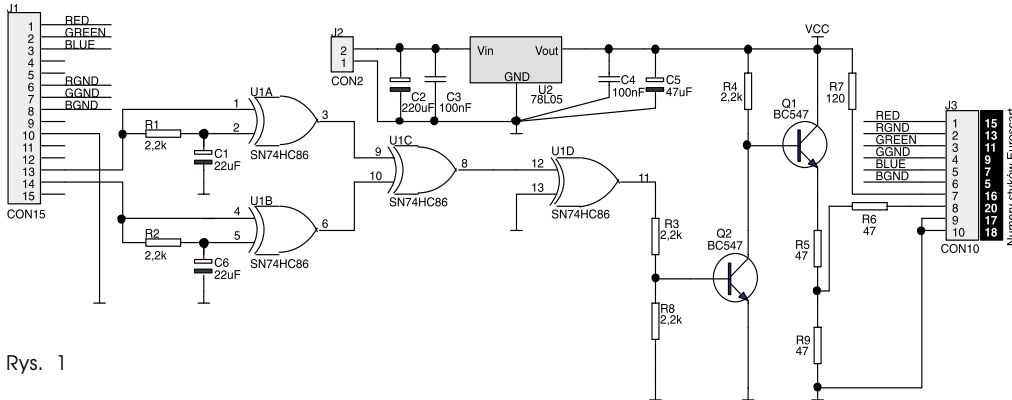 J1
1
2
3
4
5
6
7
8
9
10
11
12
13
14
15
CON15
RED
GREEN
BLUE
RGND
GGND
BGND
R1
2,2k
C1
22uF
R2
2,2k
C6
22uF
U1A
1
2
3
SN74HC86
U1B
4
5
6
SN74HC86
U1C
9
10
8
SN74HC86
U1D
12
13
11
SN74HC86
J2
2
1
CON2
C2
220uF
C3
100nF
Vin Vout
GND
U2
78L05
C4
100nF
C5
47uF
R3
2,2k
R8
2,2k
R4
2,2k
Q2
BC547
Q1
BC547
VCC
R7
120
R5
47
R9
47
R6
47
RED
RGND
GREEN
GGND
BLUE
BGND
J3
1 15
2 13
3 11
4 9
5 7
6 5
7 16
8 20
9 17
10 18
CON10
Numery styków Euroscart
Rys. 1